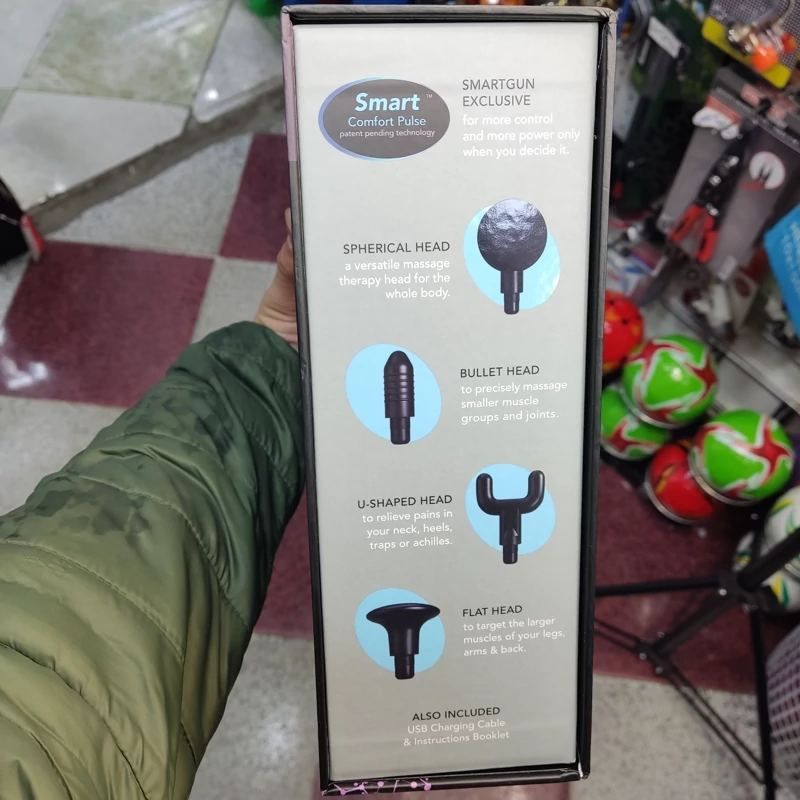 Smart ™
Comfort Pulse
patent pending technology
SMARTGUN
EXCLUSIVE
for more control
and more power only
when you decide it.
SPHERICAL HEAD
a versatile massage
therapy head for the
whole body.
BULLET HEAD
to precisely massage
smaller muscle
groups and joints.
U-SHAPED HEAD
to relieve pains in
your neck, heels,
traps or achilles.
FLAT HEAD
to target the larger
muscles of your legs,
arms & back.
ALSO INCLUDED
USB Charging Cable
& Instructions Booklet